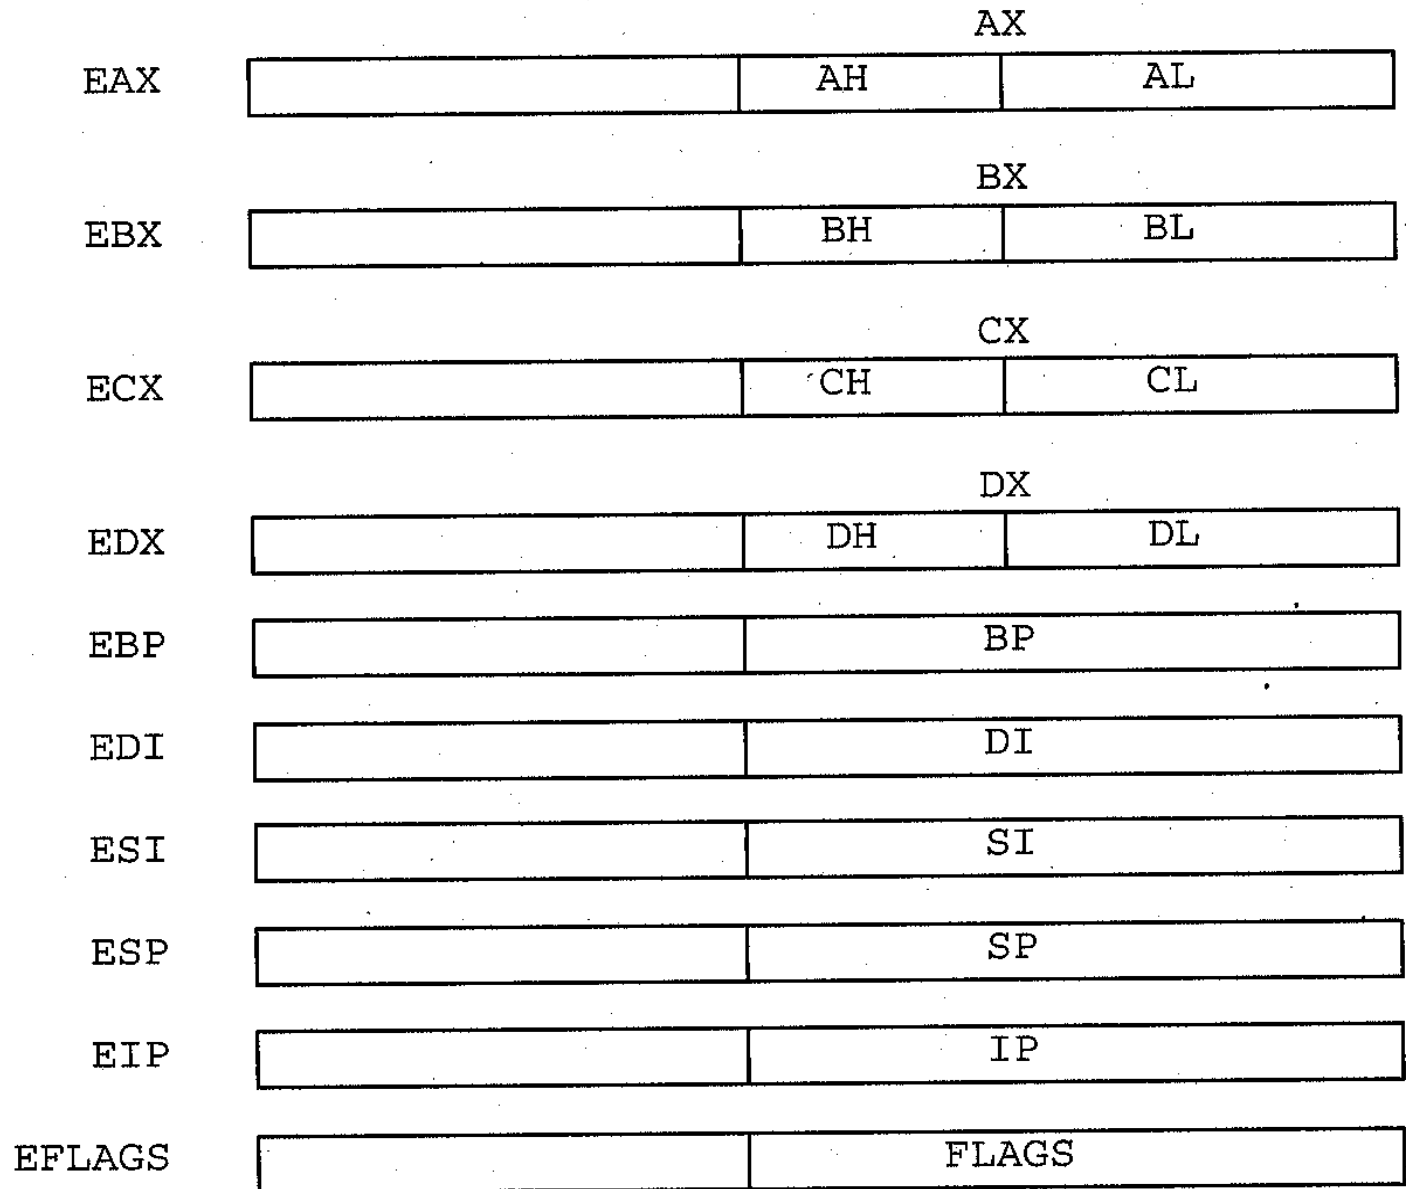 AX
EAX AH AL
BX
EBX BH BL
CX
ECX CH CL
DX
EDX DH DL
EBP BP
EDI DI
ESI SI
ESP SP
EIP IP
EFLAGS FLAGS